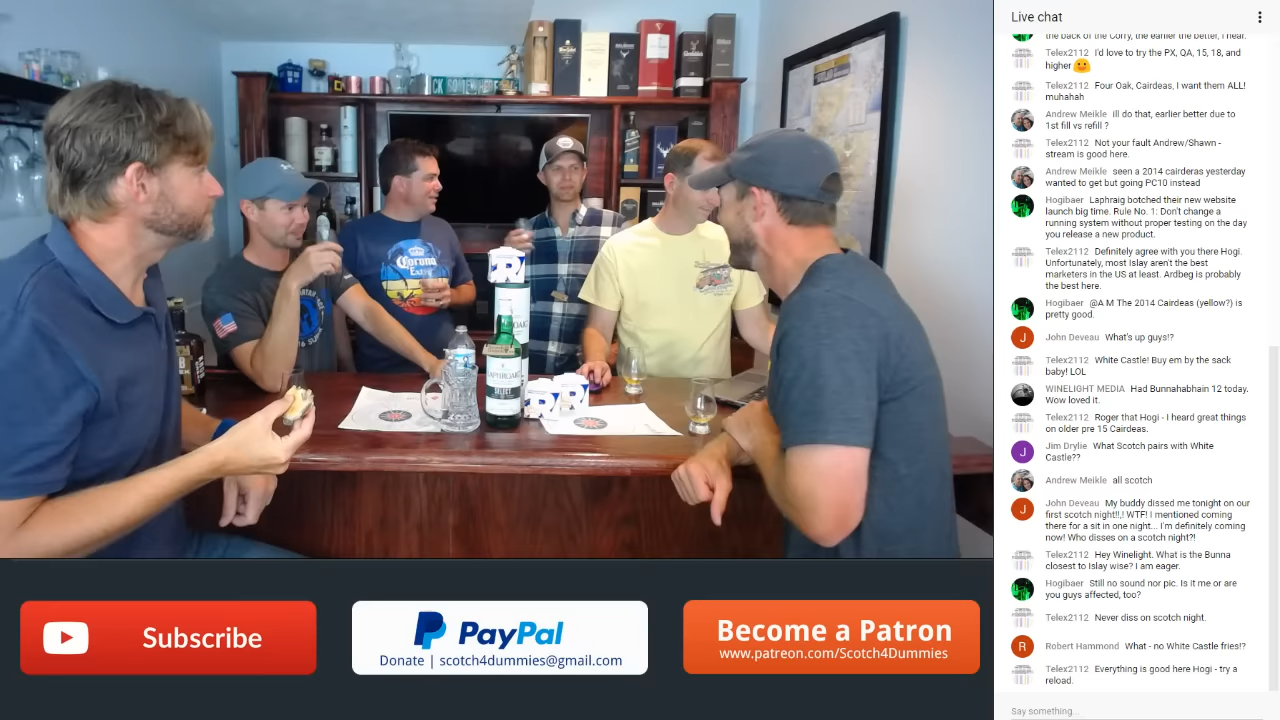 Live chat
the back of the Corry, the earlier the better, I hear.
Telex2112 I'd love to try the PX, QA, 15, 18, and
higher
Telex2112 Four Oak, Cairdeas, I want them ALL!
muhahah
Andrew Meikle ill do that, earlier better due to
1st fill vs refill ?
Telex2112 Not your fault Andrew/Shawn -
stream is good here.
Andrew Meikle seen a 2014 cairderas yesterday
wanted to get but going PC10 instead
Hogibaer Laphraig botched their new website
launch big time. Rule No. 1: Don't change a
running system without proper testing on the day
you release a new product.
Telex2112 Definitely agree with you there Hogi.
Unfortunately, most Islay aren't the best
marketers in the US at least. Ardbeg is probably
the best here.
Hogibaer @A M The 2014 Cairdeas (yellow?) is
pretty good.
John Deveau What's up guys!?
Telex2112 White Castle! Buy em by the sack
baby! LOL
WINELIGHT MEDIA Had Bunnahabain 12 today.
Wow loved it.
Telex2112 Roger that Hogi - I heard great things
on older pre 15 Cairdeas.
Jim Drylie What Scotch pairs with White
Castle??
Andrew Meikle all scotch
John Deveau My buddy dissed me tonight on our
first scotch night!!,! WTF! I mentioned coming
there for a sit in one night... I'm definitely coming
now! Who disses on a scotch night?!
Telex2112 Hey Winelight. What is the Bunna
closest to Islay wise? I am eager.
Hogibaer Still no sound nor pic. Is it me or are
you guys affected, too?
Telex2112 Never diss on scotch night.
Robert Hammond What - no White Castle fries!?
Telex2112 Everything is good here Hogi - try a
reload.
Say something...
Corona
Extra
LAPHROAIG
SELECT
Subscribe
PayPal
Donate | scotch4dummies@gmail.com
Become a Patron
www.patreon.com/Scotch4Dummies